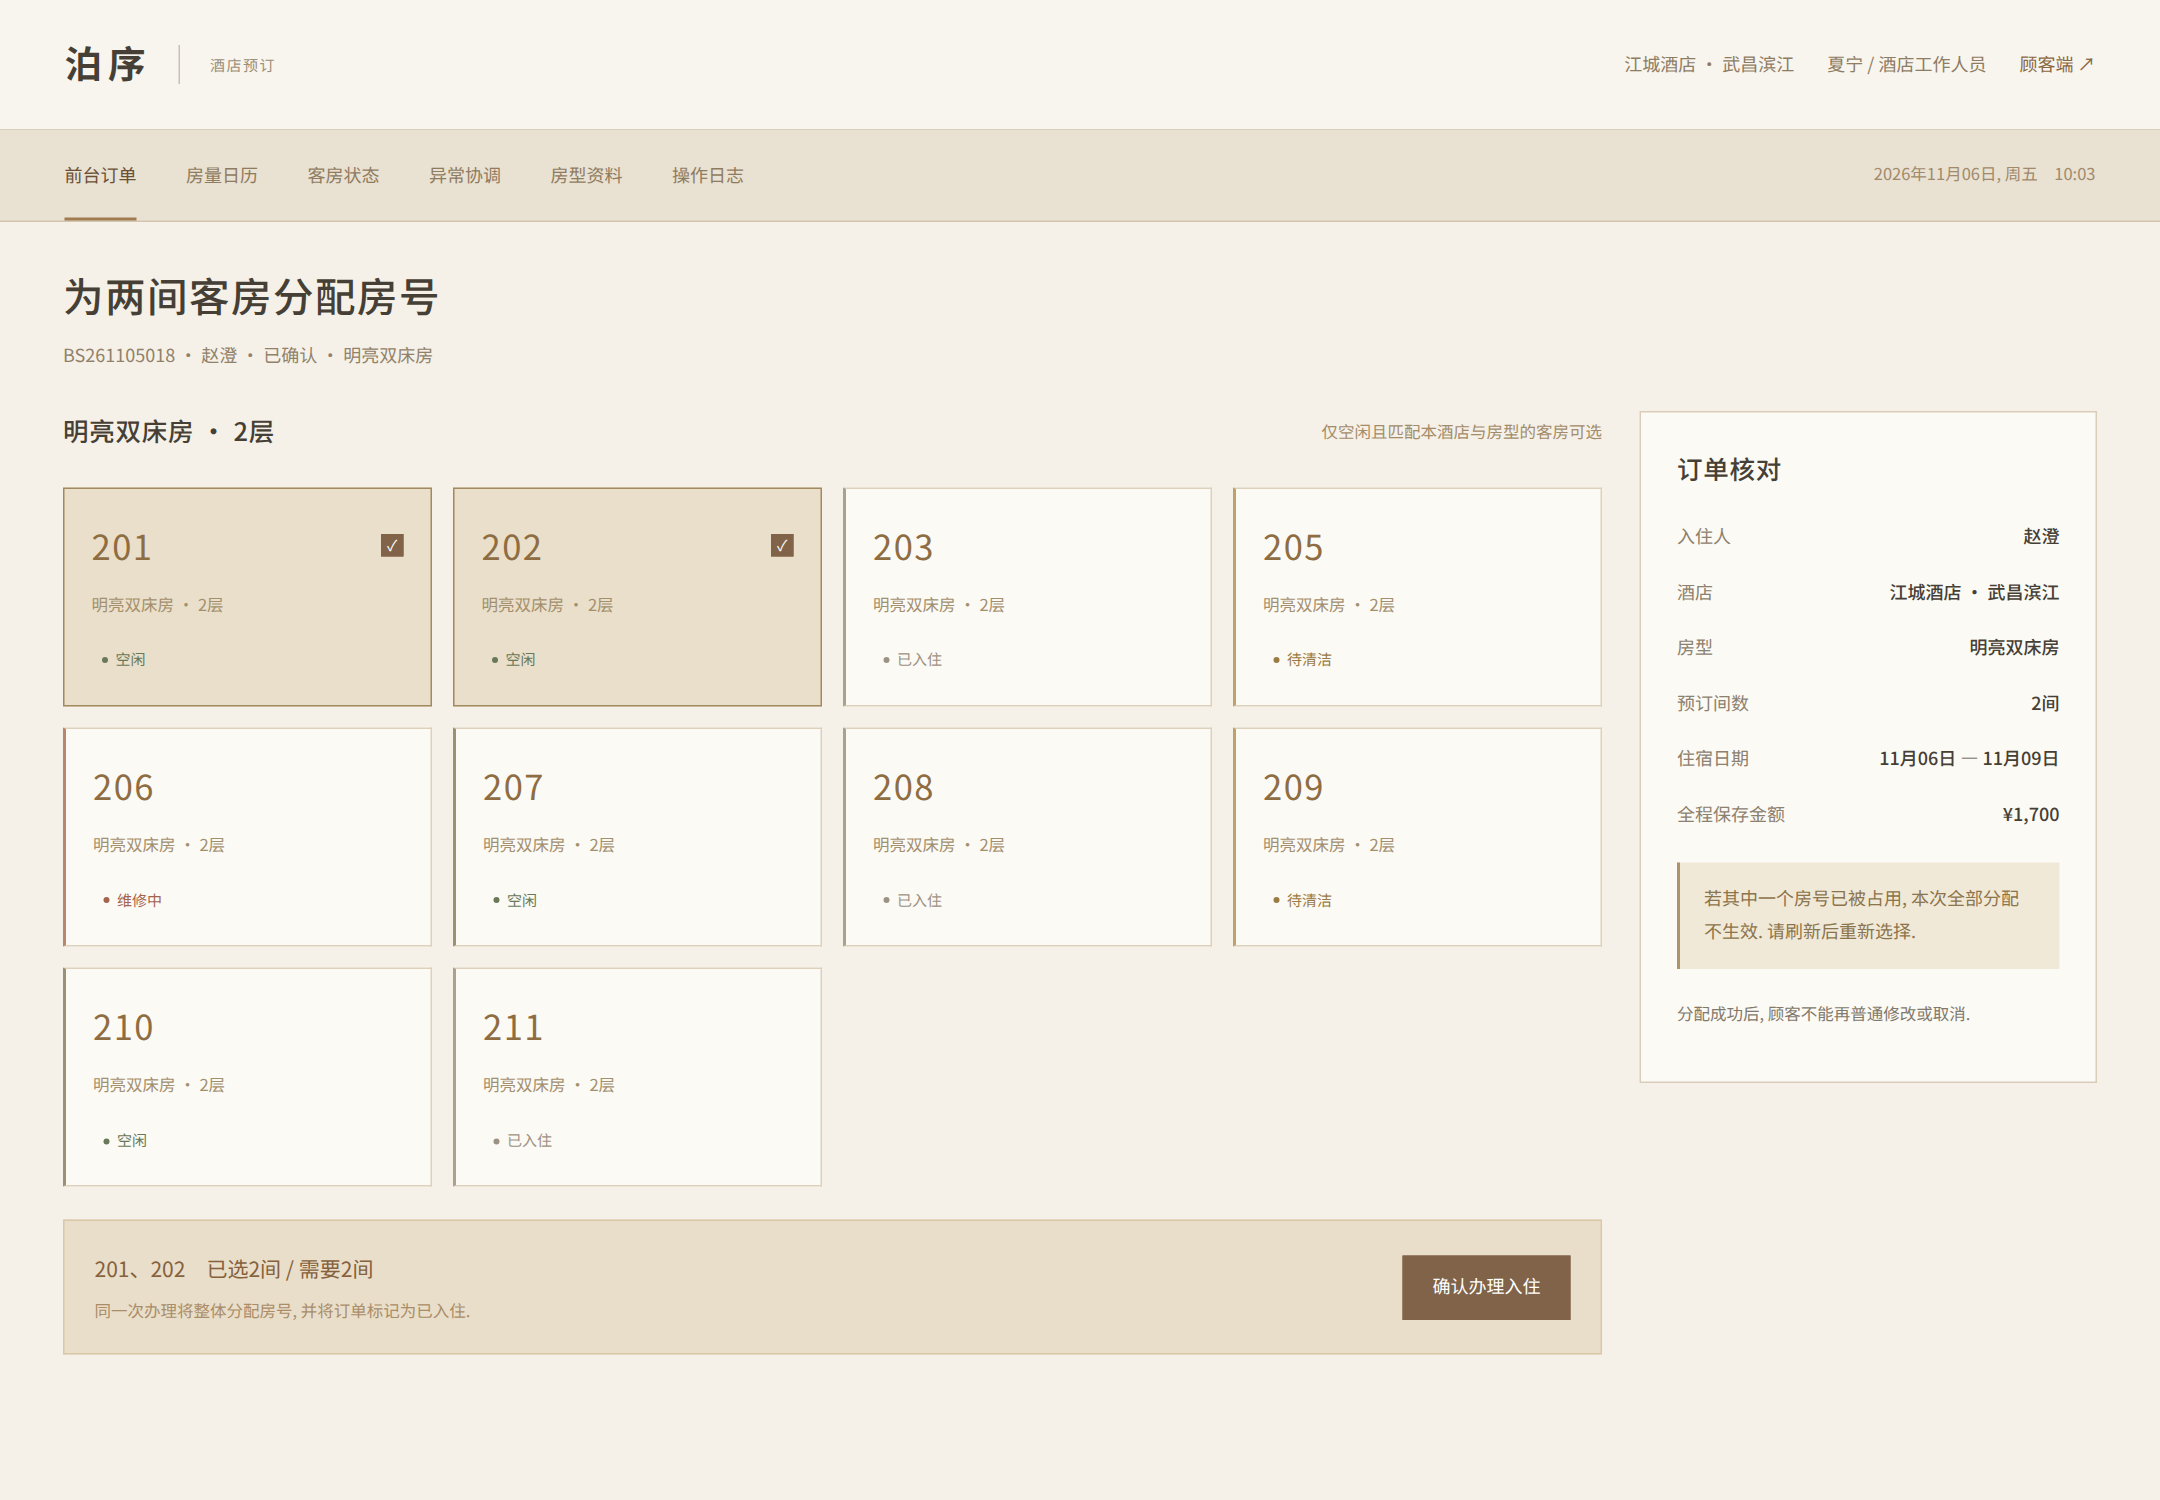 泊序
酒店预订
江城酒店 · 武昌滨江
夏宁 / 酒店工作人员
顾客端 ↗
前台订单
房量日历
客房状态
异常协调
房型资料
操作日志
2026年11月06日, 周五 10:03
为两间客房分配房号
BS261105018 · 赵澄 · 已确认 · 明亮双床房
明亮双床房 · 2层
仅空闲且匹配本酒店与房型的客房可选
201
明亮双床房 · 2层
空闲
202
明亮双床房 · 2层
空闲
203
明亮双床房 · 2层
已入住
205
明亮双床房 · 2层
待清洁
206
明亮双床房 · 2层
维修中
207
明亮双床房 · 2层
空闲
208
明亮双床房 · 2层
已入住
209
明亮双床房 · 2层
待清洁
210
明亮双床房 · 2层
空闲
211
明亮双床房 · 2层
已入住
201、202 已选2间 / 需要2间
同一次办理将整体分配房号, 并将订单标记为已入住.
确认办理入住
订单核对
入住人 赵澄
酒店 江城酒店 · 武昌滨江
房型 明亮双床房
预订间数 2间
住宿日期 11月06日 — 11月09日
全程保存金额 ¥1,700
若其中一个房号已被占用, 本次全部分配
不生效. 请刷新后重新选择.
分配成功后, 顾客不能再普通修改或取消.